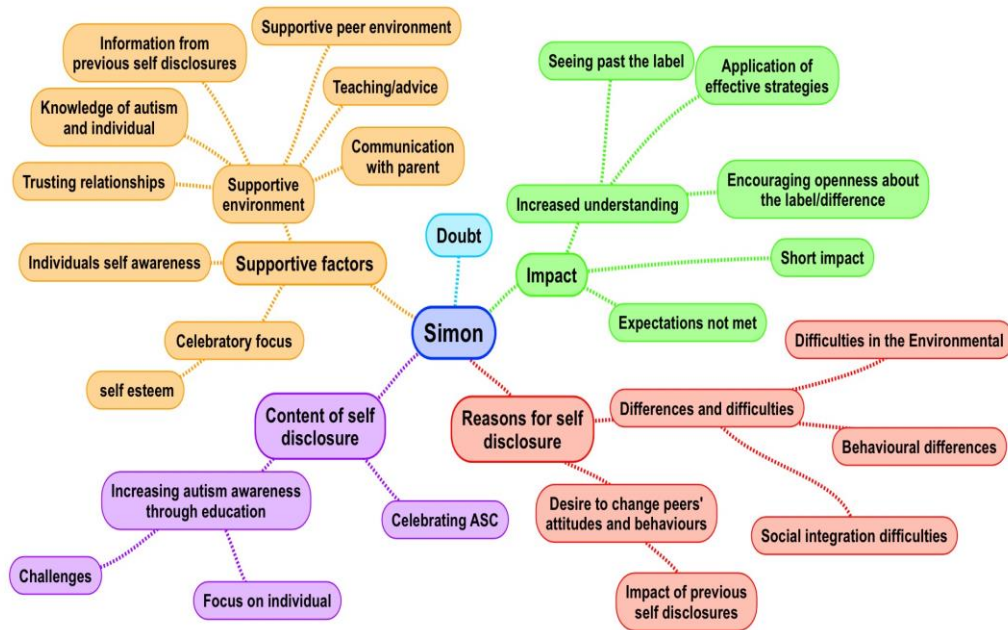 Supportive peer environment
Information from
previous self disclosures
Teaching/advice
Knowledge of autism
and individual
Communication
with parent
Trusting relationships
Supportive
environment
Individuals self awareness
Supportive factors
Celebratory focus
self esteem
Doubt
Simon
Seeing past the label
Application of
effective strategies
Increased understanding
Encouraging openness about
the label/difference
Impact
Short impact
Expectations not met
Content of self
disclosure
Increasing autism awareness
through education
Celebrating ASC
Challenges
Focus on individual
Reasons for self
disclosure
Differences and difficulties
Difficulties in the Environmental
Behavioural differences
Social integration difficulties
Desire to change peers'
attitudes and behaviours
Impact of previous
self disclosures